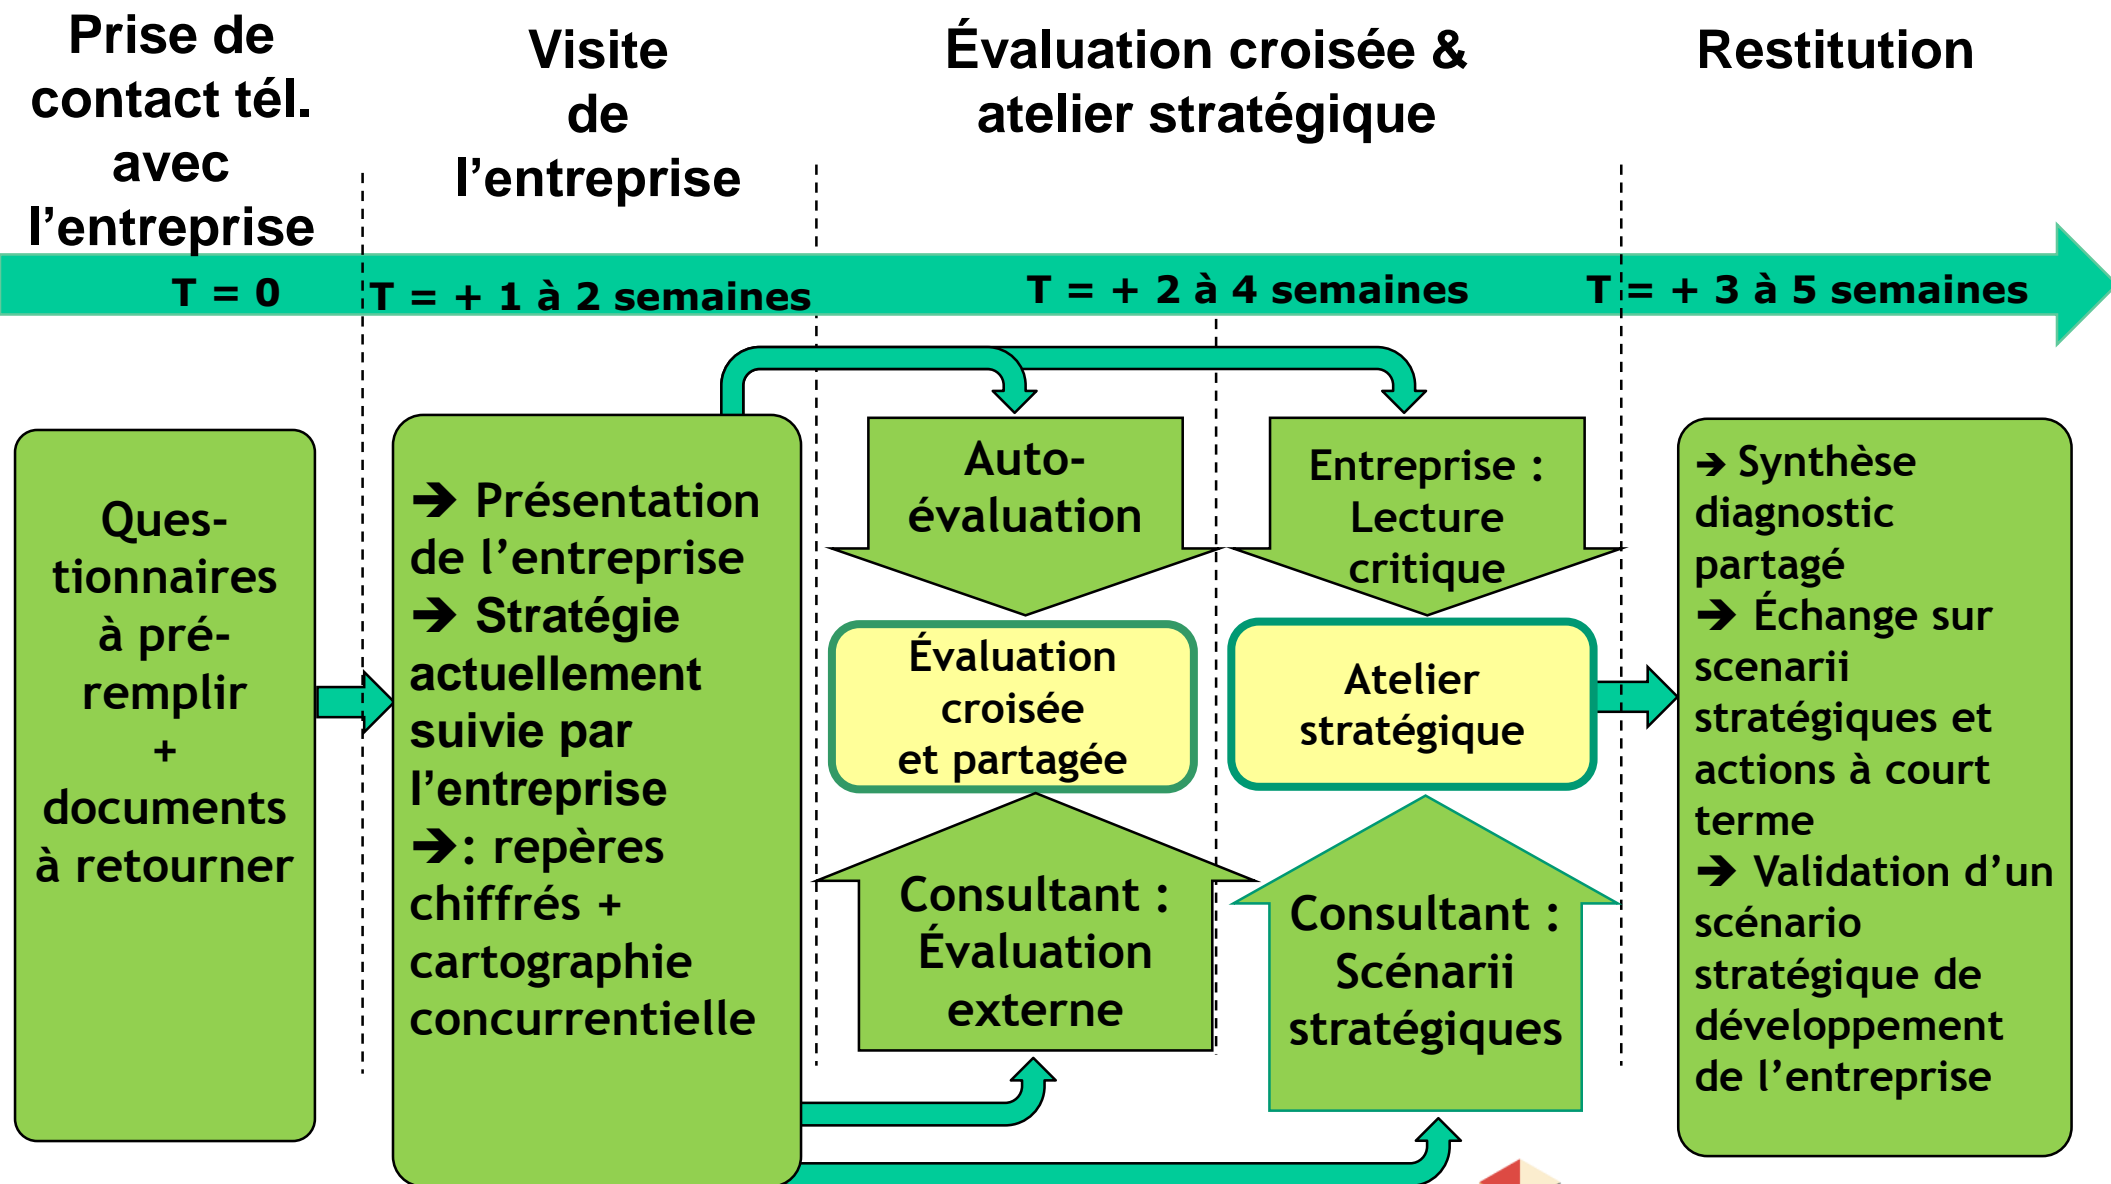 Prise de
contact tél.
avec
l’entreprise
Visite
de
l’entreprise
Évaluation croisée &
atelier stratégique
Restitution
T = 0
T = + 1 à 2 semaines
T = + 2 à 4 semaines
T = + 3 à 5 semaines
Ques-
tionnaires
à pré-
remplir
+
documents
à retourner
➔ Présentation
de l’entreprise
➔ Stratégie
actuellement
suivie par
l’entreprise
➔: repères
chiffrés +
cartographie
concurrentielle
Auto-
évaluation
Évaluation
croisée
et partagée
Consultant :
Évaluation
externe
Entreprise :
Lecture
critique
Atelier
stratégique
Consultant :
Scénarii
stratégiques
➔ Synthèse
diagnostic
partagé
➔ Échange sur
scenarii
stratégiques et
actions à court
terme
➔ Validation d’un
scénario
stratégique de
développement
de l’entreprise